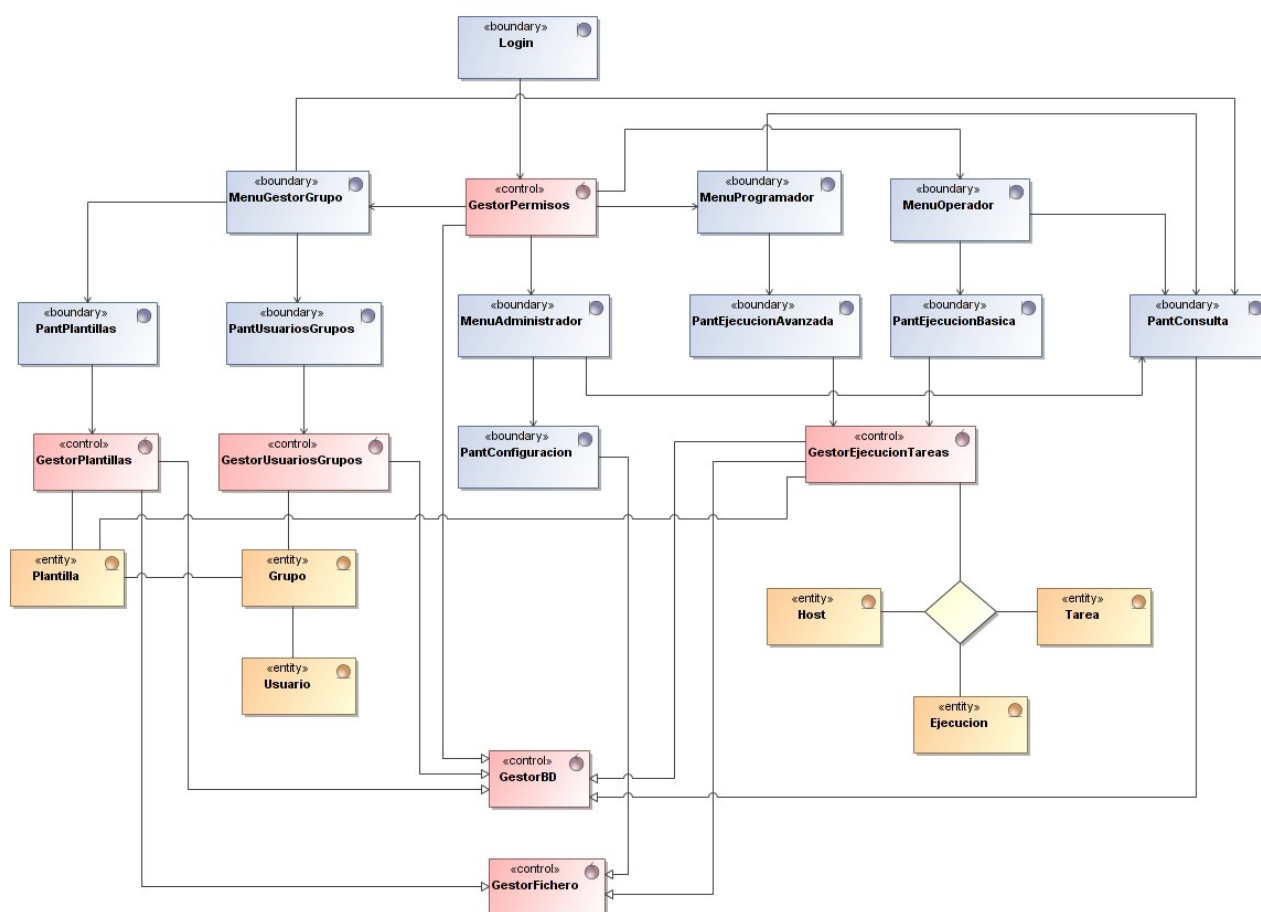 «boundary»
Login
«boundary»
MenuGestorGrupo
«control»
GestorPermisos
«boundary»
MenuProgramador
«boundary»
MenuOperador
«boundary»
PantPlantillas
«boundary»
PantUsuariosGrupos
«boundary»
MenuAdministrador
«boundary»
PantEjecucionAvanzada
«boundary»
PantEjecucionBasica
«boundary»
PantConsulta
«control»
GestorPlantillas
«control»
GestorUsuariosGrupos
«boundary»
PantConfiguracion
«control»
GestorEjecucionTareas
«entity»
Plantilla
«entity»
Grupo
«entity»
Host
«entity»
Tarea
«entity»
Usuario
«entity»
Ejecucion
«control»
GestorBD
«control»
GestorFichero